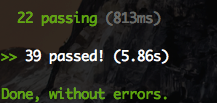 22 passing (813ms)
>> 39 passed! (5.86s)
Done, without errors.